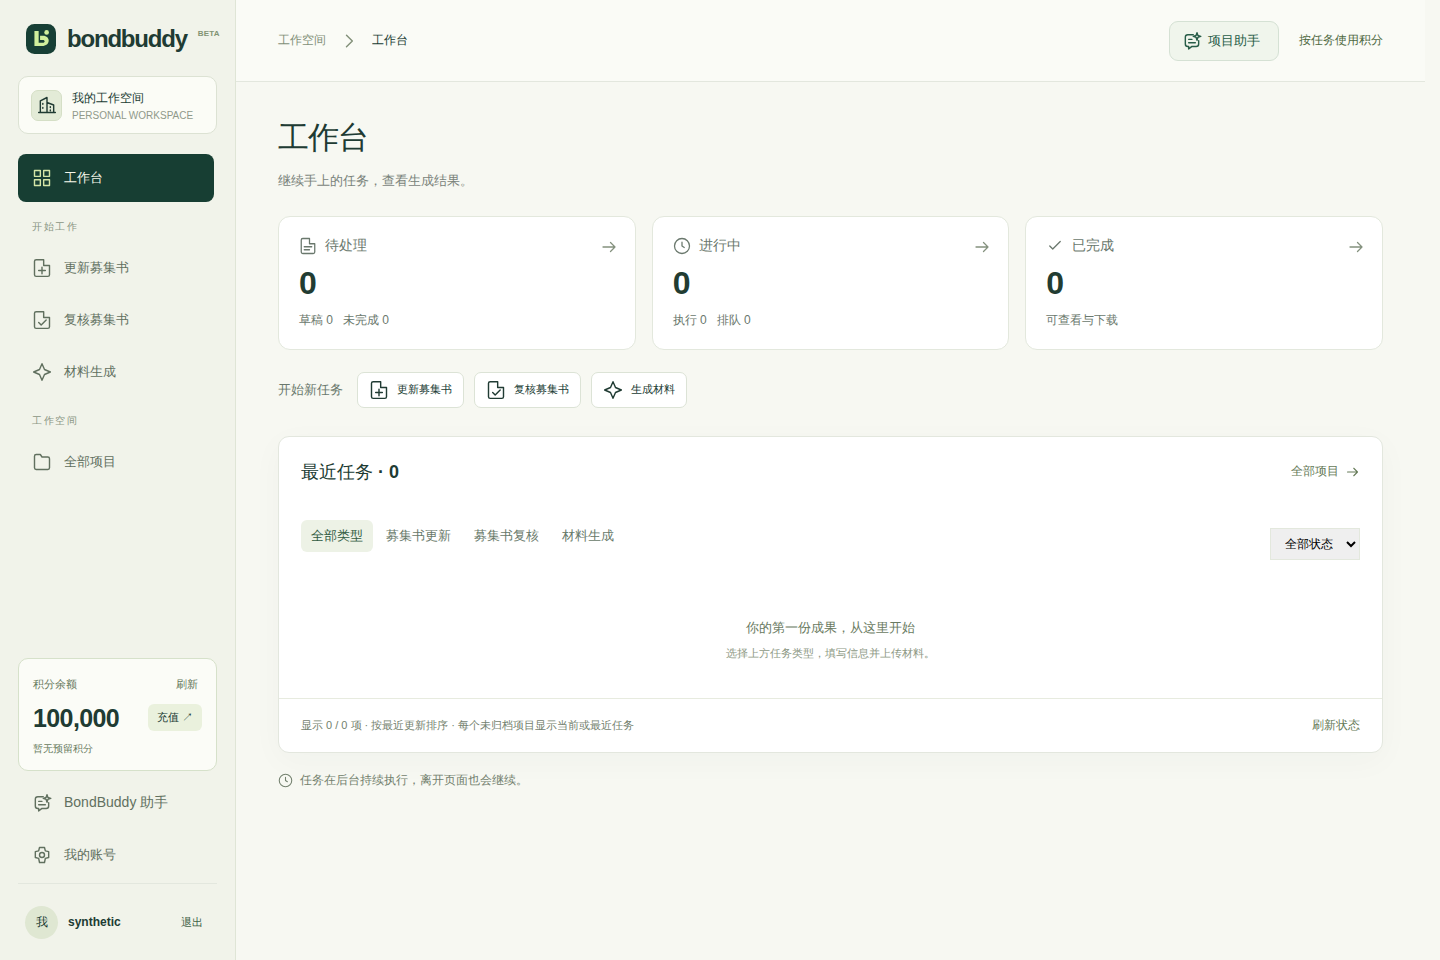 bondbuddy BETA
我的工作空间
PERSONAL WORKSPACE
工作台
开始工作
更新募集书
复核募集书
材料生成
工作空间
全部项目
积分余额 刷新
100,000 充值 ↗
暂无预留积分
BondBuddy 助手
我的账号
我 synthetic 退出
工作空间 工作台
项目助手 按任务使用积分
工作台
继续手上的任务，查看生成结果。
待处理
0
草稿 0 未完成 0
进行中
0
执行 0 排队 0
已完成
0
可查看与下载
开始新任务 更新募集书 复核募集书 生成材料
最近任务 · 0 全部项目
全部类型 募集书更新 募集书复核 材料生成 全部状态
你的第一份成果，从这里开始
选择上方任务类型，填写信息并上传材料。
显示 0 / 0 项 · 按最近更新排序 · 每个未归档项目显示当前或最近任务 刷新状态
任务在后台持续执行，离开页面也会继续。